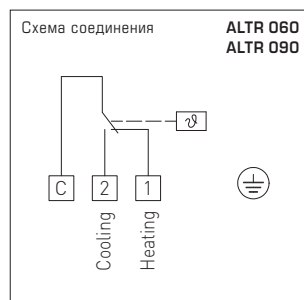 Схема соединения ALTR 060
ALTR 090
ϑ
C 2 1
Cooling
Heating